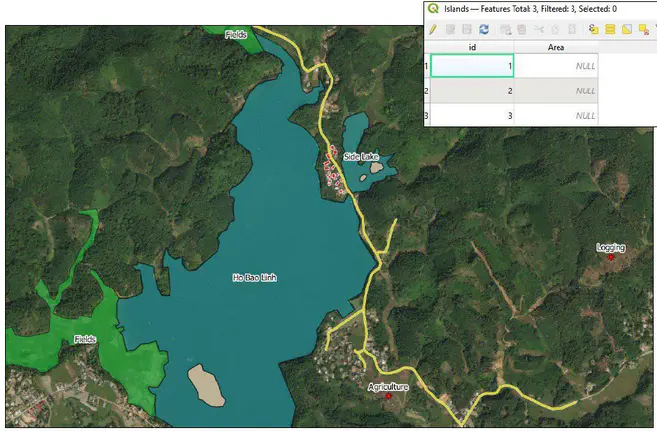 Islands — Features Total: 3, Filtered: 3, Selected: 0
id Area
1 1 NULL
2 2 NULL
3 3 NULL
Fields
Side Lake
Logging
Ho Bao Linh
Fields
Agriculture